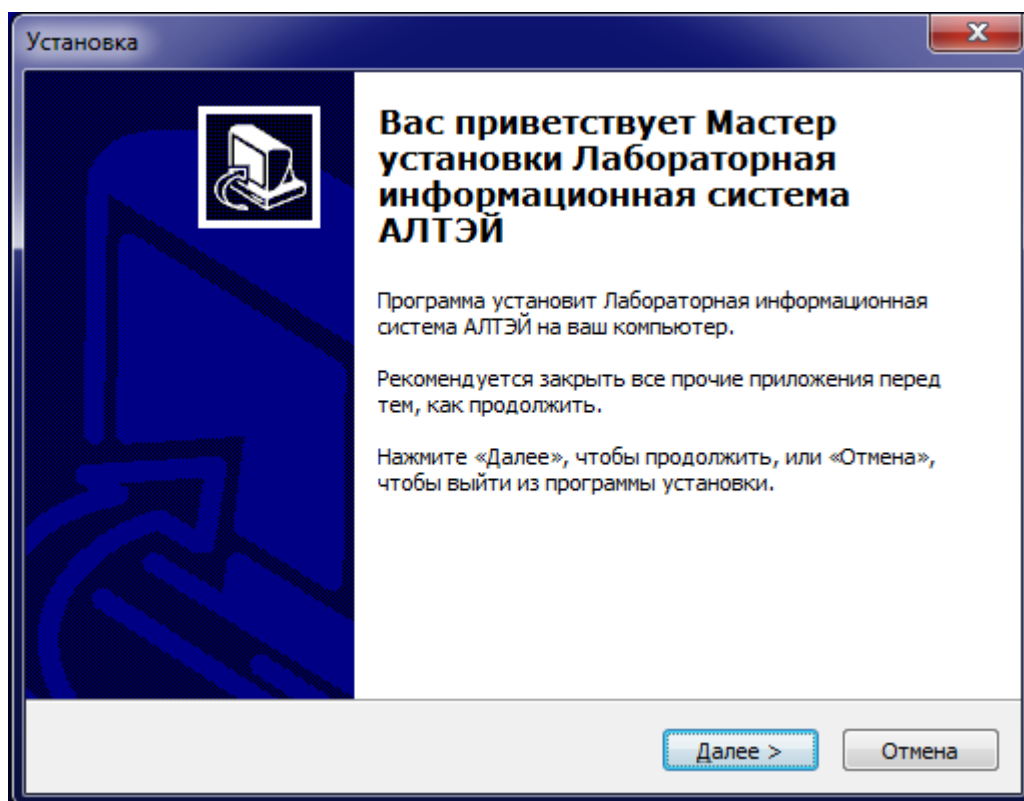 Установка
Вас приветствует Мастер
установки Лабораторная
информационная система
АЛТЭЙ
Программа установит Лабораторная информационная
система АЛТЭЙ на ваш компьютер.
Рекомендуется закрыть все прочие приложения перед
тем, как продолжить.
Нажмите «Далее», чтобы продолжить, или «Отмена»,
чтобы выйти из программы установки.
Далее >
Отмена